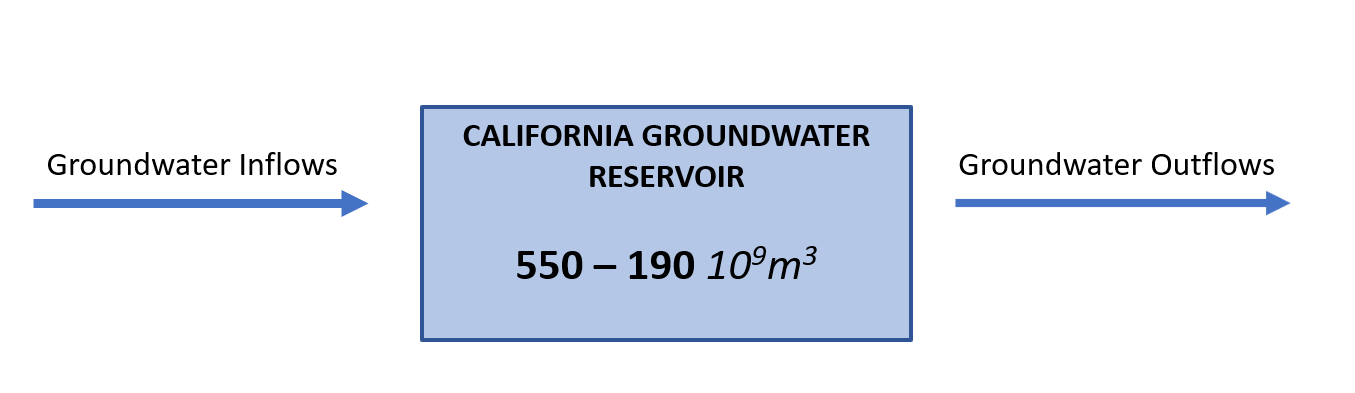 Groundwater Inflows
CALIFORNIA GROUNDWATER
RESERVOIR
550 – 190 10⁹m³
Groundwater Outflows